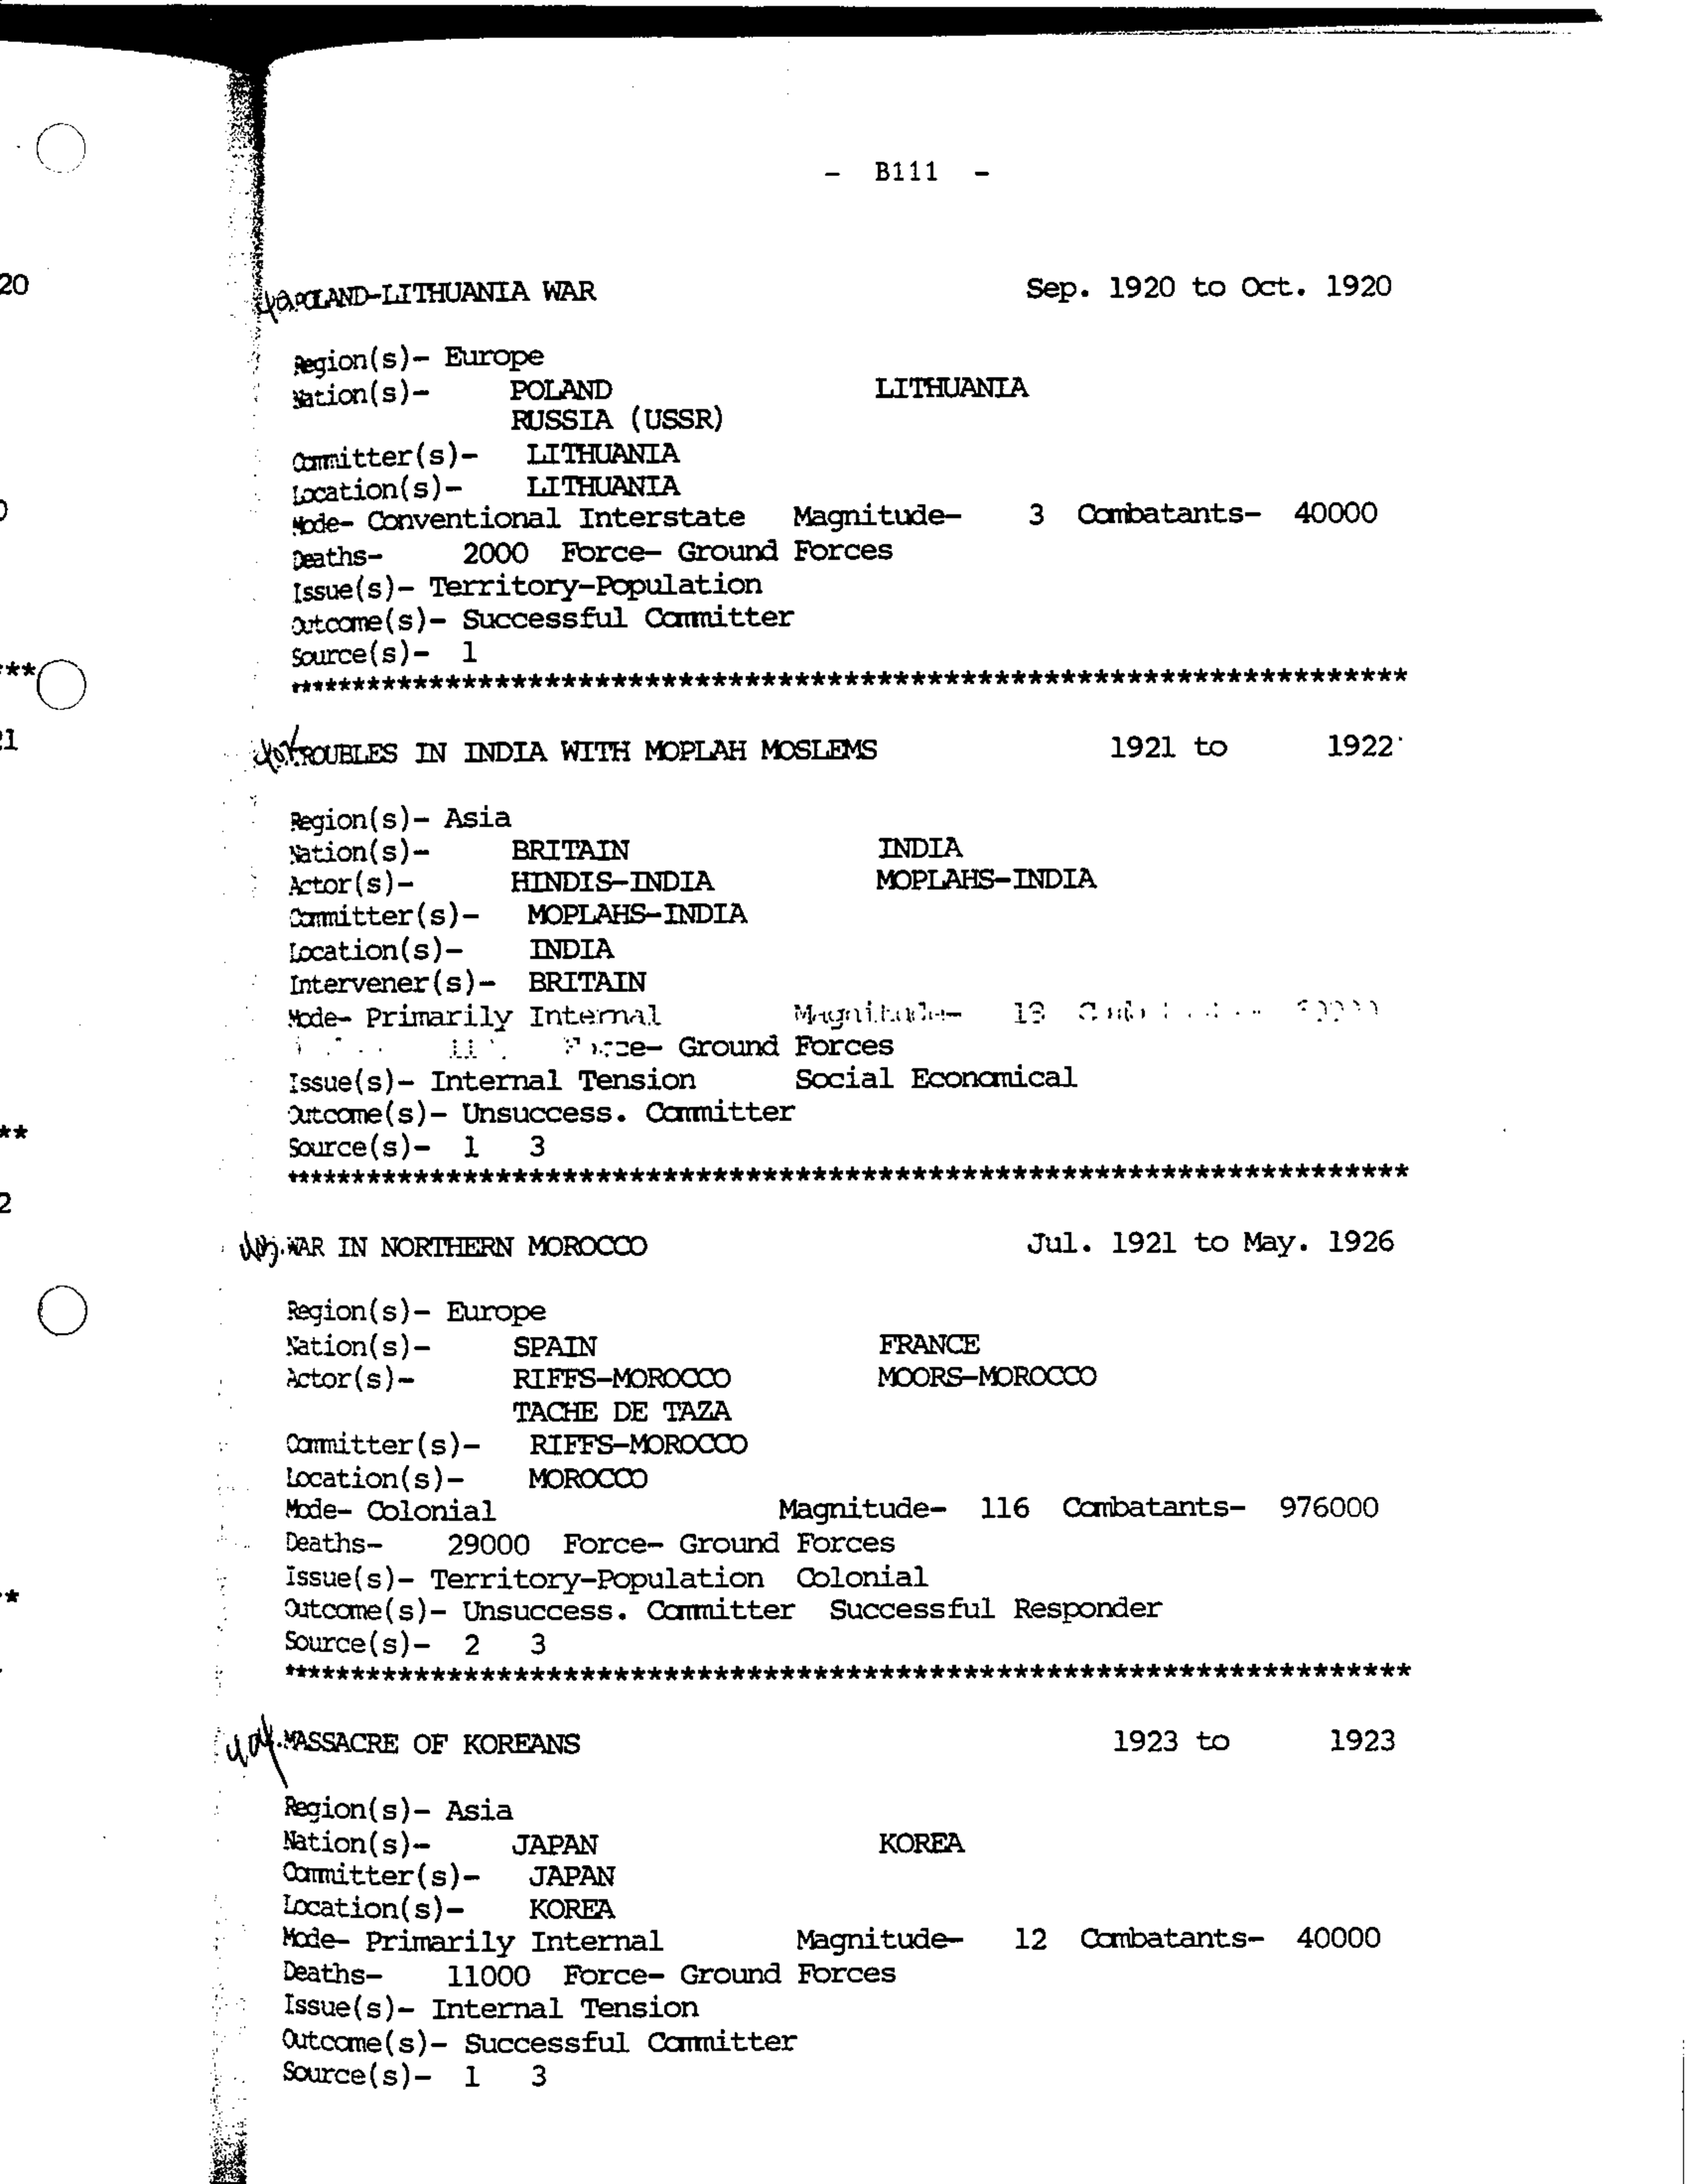 - B111 -
20
POLAND-LITHUANIA WAR Sep. 1920 to Oct. 1920
Region(s)- Europe
Nation(s)- POLAND LITHUANIA
RUSSIA (USSR)
Committer(s)- LITHUANIA
Location(s)- LITHUANIA
Mode- Conventional Interstate Magnitude- 3 Combatants- 40000
Deaths- 2000 Force- Ground Forces
Issue(s)- Territory-Population
Outcome(s)- Successful Committer
Source(s)- 1
********************************************************************
TROUBLES IN INDIA WITH MOPLAH MOSLEMS 1921 to 1922
Region(s)- Asia
Nation(s)- BRITAIN INDIA
Actor(s)- HINDIS-INDIA MOPLAHS-INDIA
Committer(s)- MOPLAHS-INDIA
Location(s)- INDIA
Intervener(s)- BRITAIN
Mode- Primarily Internal Magnitude-
Force- Ground Forces
Issue(s)- Internal Tension Social Economical
Outcome(s)- Unsuccess. Committer
Source(s)- 1 3
********************************************************************
WAR IN NORTHERN MOROCCO Jul. 1921 to May. 1926
Region(s)- Europe
Nation(s)- SPAIN FRANCE
Actor(s)- RIFFS-MOROCCO MOORS-MOROCCO
TACHE DE TAZA
Committer(s)- RIFFS-MOROCCO
Location(s)- MOROCCO
Mode- Colonial Magnitude- 116 Combatants- 976000
Deaths- 29000 Force- Ground Forces
Issue(s)- Territory-Population Colonial
Outcome(s)- Unsuccess. Committer Successful Responder
Source(s)- 2 3
********************************************************************
404. MASSACRE OF KOREANS 1923 to 1923
Region(s)- Asia
Nation(s)- JAPAN KOREA
Committer(s)- JAPAN
Location(s)- KOREA
Mode- Primarily Internal Magnitude- 12 Combatants- 40000
Deaths- 11000 Force- Ground Forces
Issue(s)- Internal Tension
Outcome(s)- Successful Committer
Source(s)- 1 3